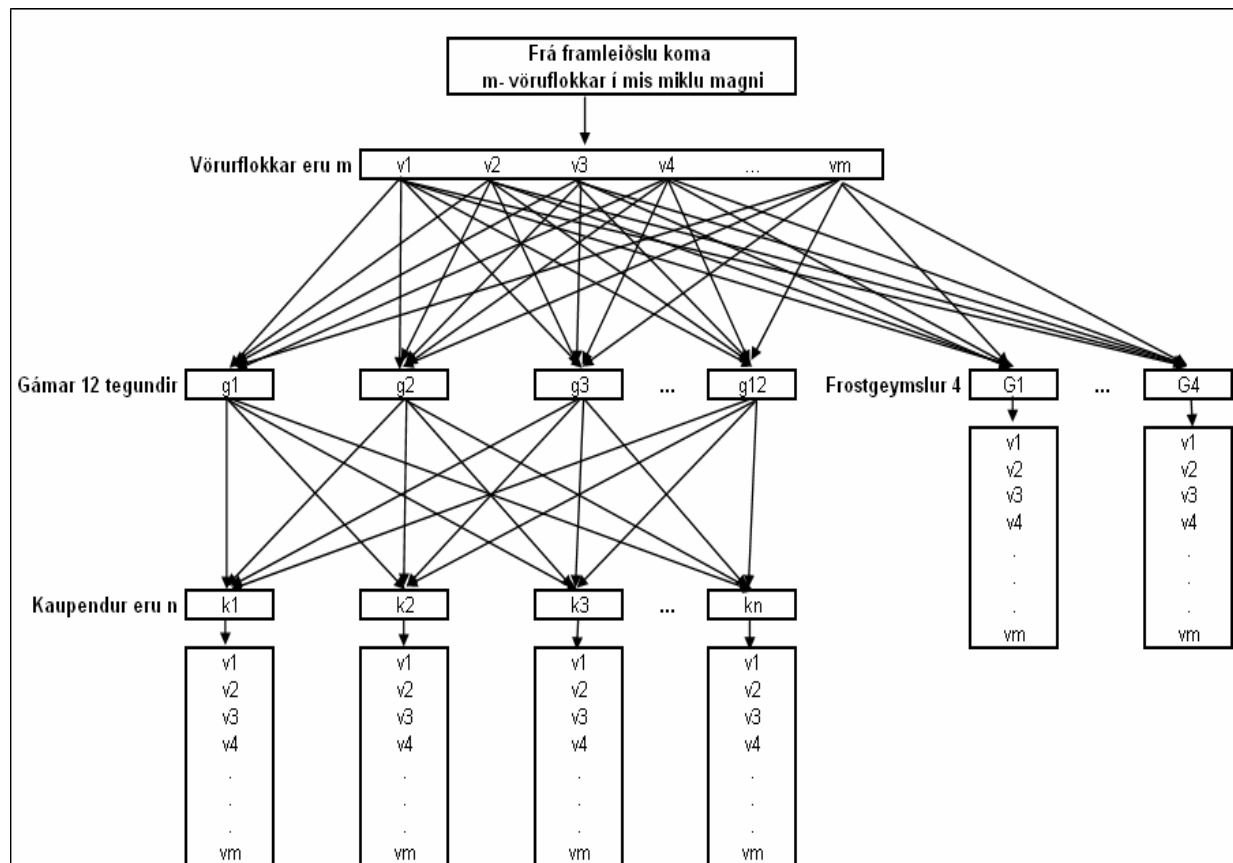 Frá framleiðslu koma
m- vöruflokkar í mis miklu magni
Vörurflokkar eru m
v1 v2 v3 v4 ... vm
Gámar 12 tegundir g1 g2 g3 ... g12
Frostgeymslur 4 G1 ... G4
v1 v1
v2 v2
v3 v3
v4 v4
. .
. .
. .
vm vm
Kaupendur eru n k1 k2 k3 ... kn
v1 v1 v1 v1
v2 v2 v2 v2
v3 v3 v3 v3
v4 v4 v4 v4
. . . .
. . . .
. . . .
vm vm vm vm